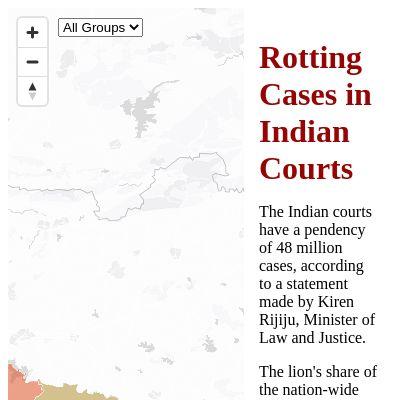 All Groups
Rotting
Cases in
Indian
Courts
The Indian courts
have a pendency
of 48 million
cases, according
to a statement
made by Kiren
Rijiju, Minister of
Law and Justice.
The lion's share of
the nation-wide